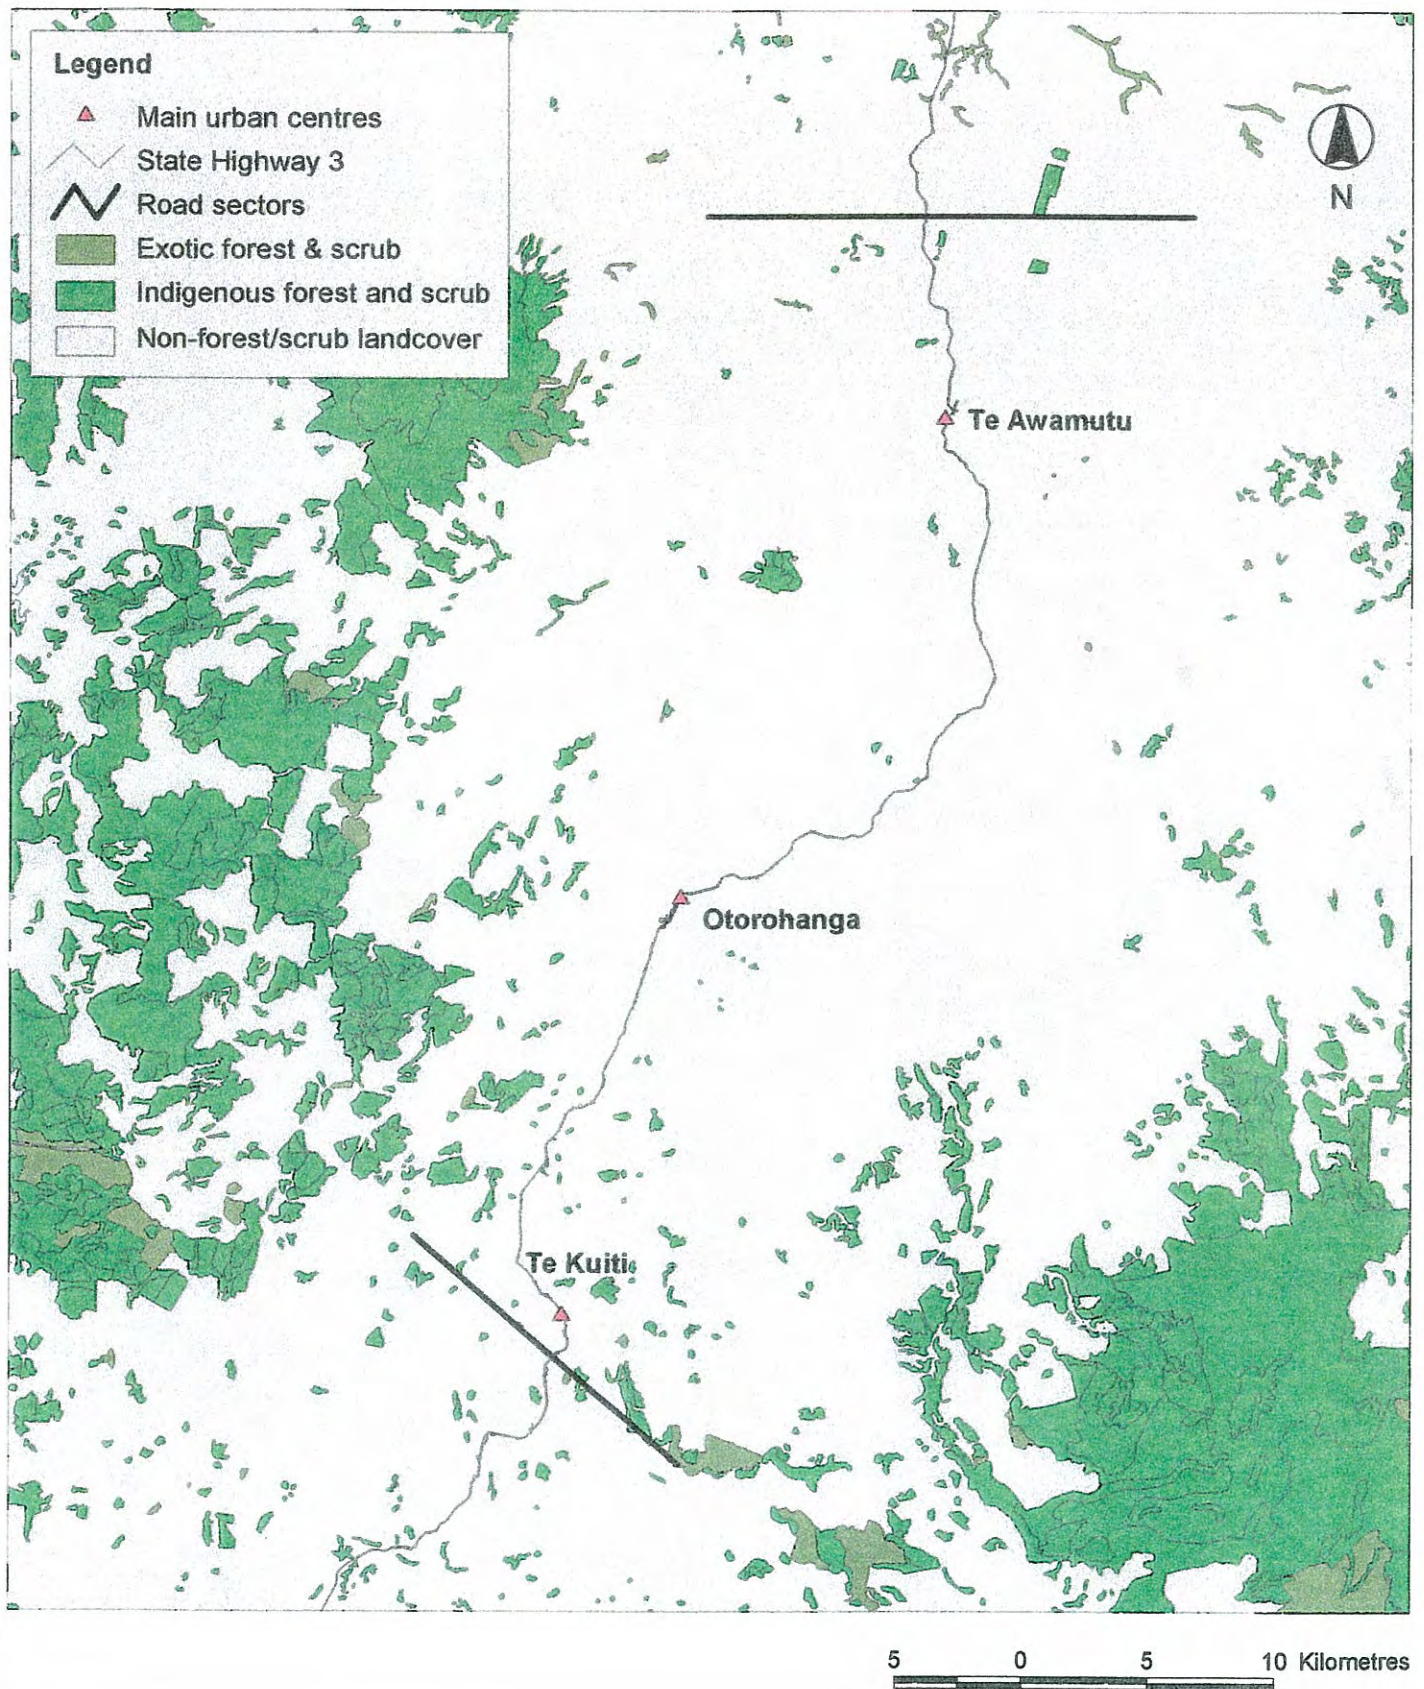 Legend
Main urban centres
State Highway 3
Road sectors
Exotic forest & scrub
Indigenous forest and scrub
Non-forest/scrub landcover
N
Te Awamutu
Otorohanga
Te Kuiti
5 0 5 10 Kilometres